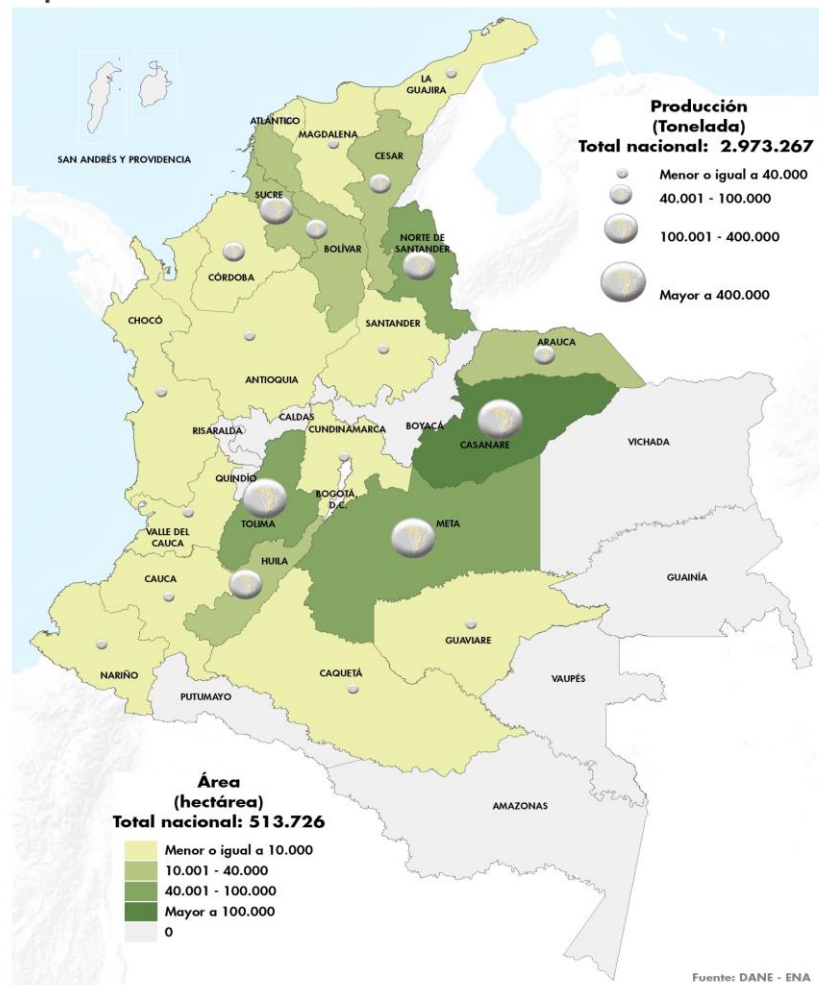 LA
GUAJIRA
ATLÁNTICO
MAGDALENA
CESAR
SAN ANDRÉS Y PROVIDENCIA
SUCRE
BOLÍVAR
NORTE DE
SANTANDER
CÓRDOBA
CHOCÓ
SANTANDER
ARAUCA
ANTIOQUIA
CALDAS
RISARALDA
CUNDINAMARCA
BOYACÁ
CASANARE
VICHADA
QUINDÍO
BOGOTÁ
D.C.
TOLIMA
META
VALLE DEL
CAUCA
HUILA
GUAINÍA
CAUCA
GUAVIARE
NARIÑO
CAQUETÁ
VAUPÉS
PUTUMAYO
AMAZONAS
Producción
(Tonelada)
Total nacional: 2.973.267
Menor o igual a 40.000
40.001 - 100.000
100.001 - 400.000
Mayor a 400.000
Área
(hectárea)
Total nacional: 513.726
Menor o igual a 10.000
10.001 - 40.000
40.001 - 100.000
Mayor a 100.000
0
Fuente: DANE - ENA